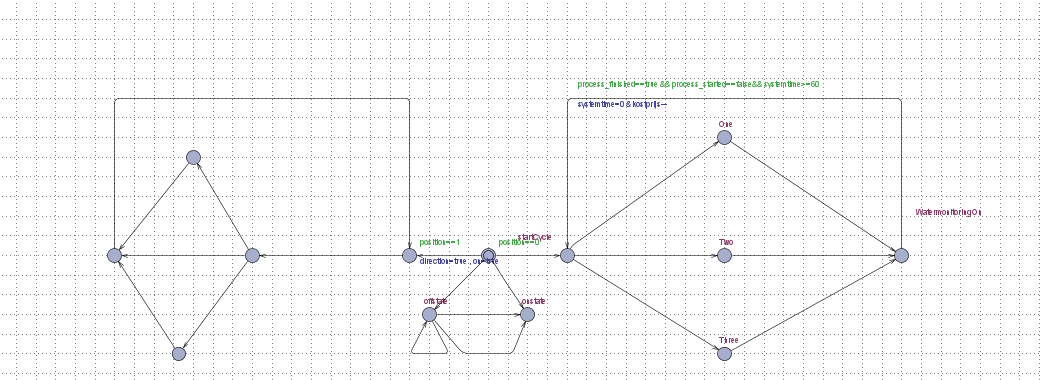 process_finished==true && process_started==false&& systemtime>=60
systemtime=0 & kostprijs--
One
WatermonitoringOn
startCycle
position==1
position==0
Two
direction=true:, on=true
offstate
onstate
Three